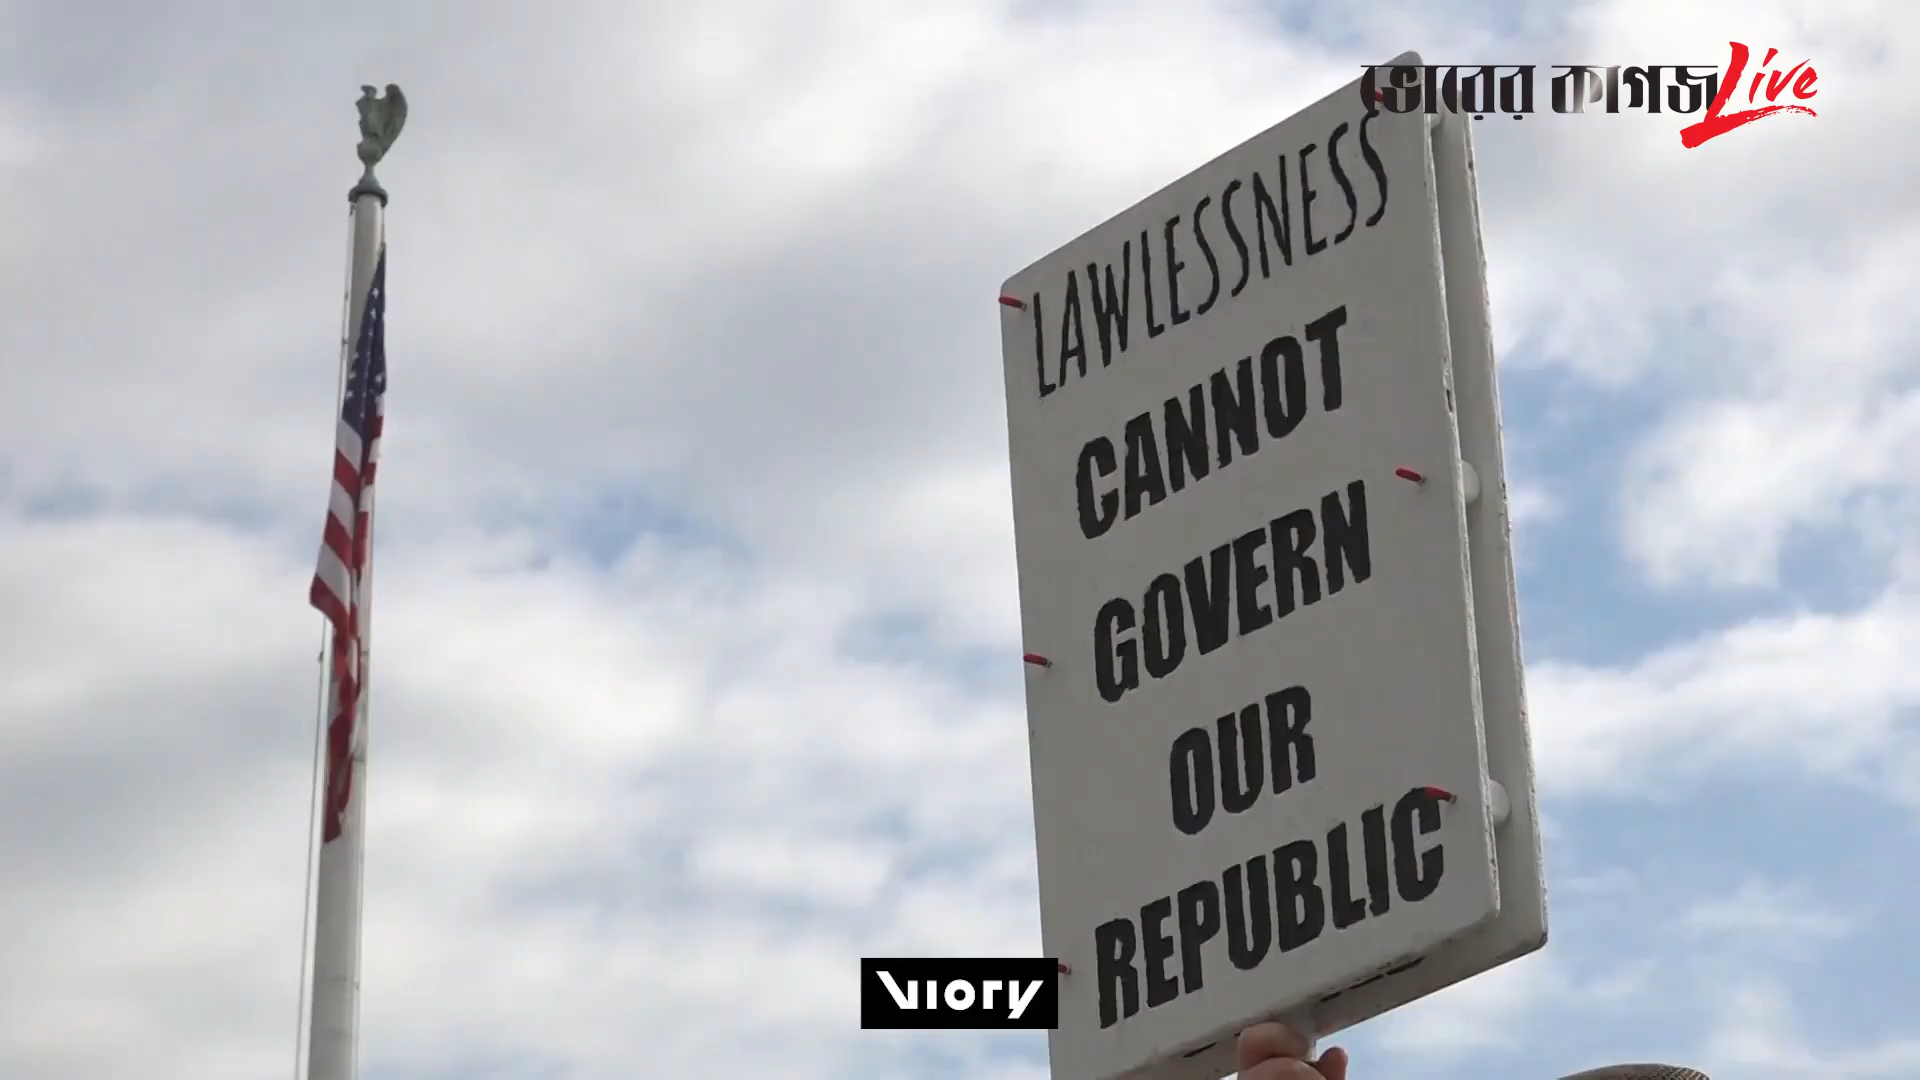 ভোরের কাগজ Live
LAWLESSNESS
CANNOT
GOVERN
OUR
REPUBLIC
VIORY